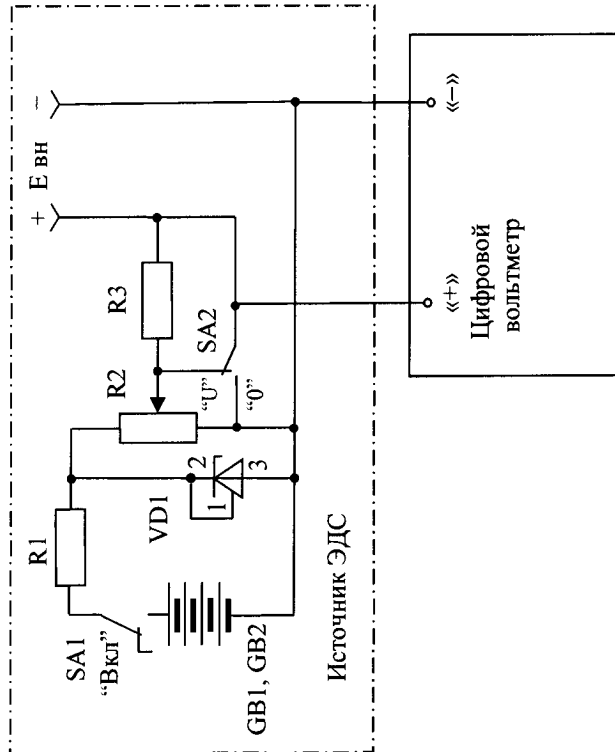 SA1
“Вкл”
GB1, GB2
R1
VD1
1
2
3
R2
R3
“U”
“0”
SA2
+ Е вн −
Источник ЭДС
«+»
«−»
Цифровой
вольтметр